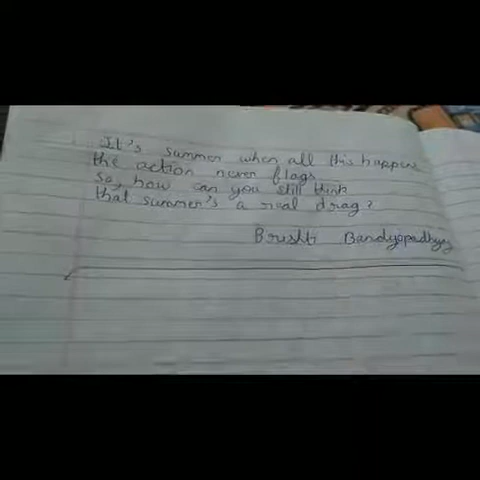 It's summer when all this happens
the action never flags
So, how can you still think
that summer's a real drag?
Brishti Bandyopadhyay